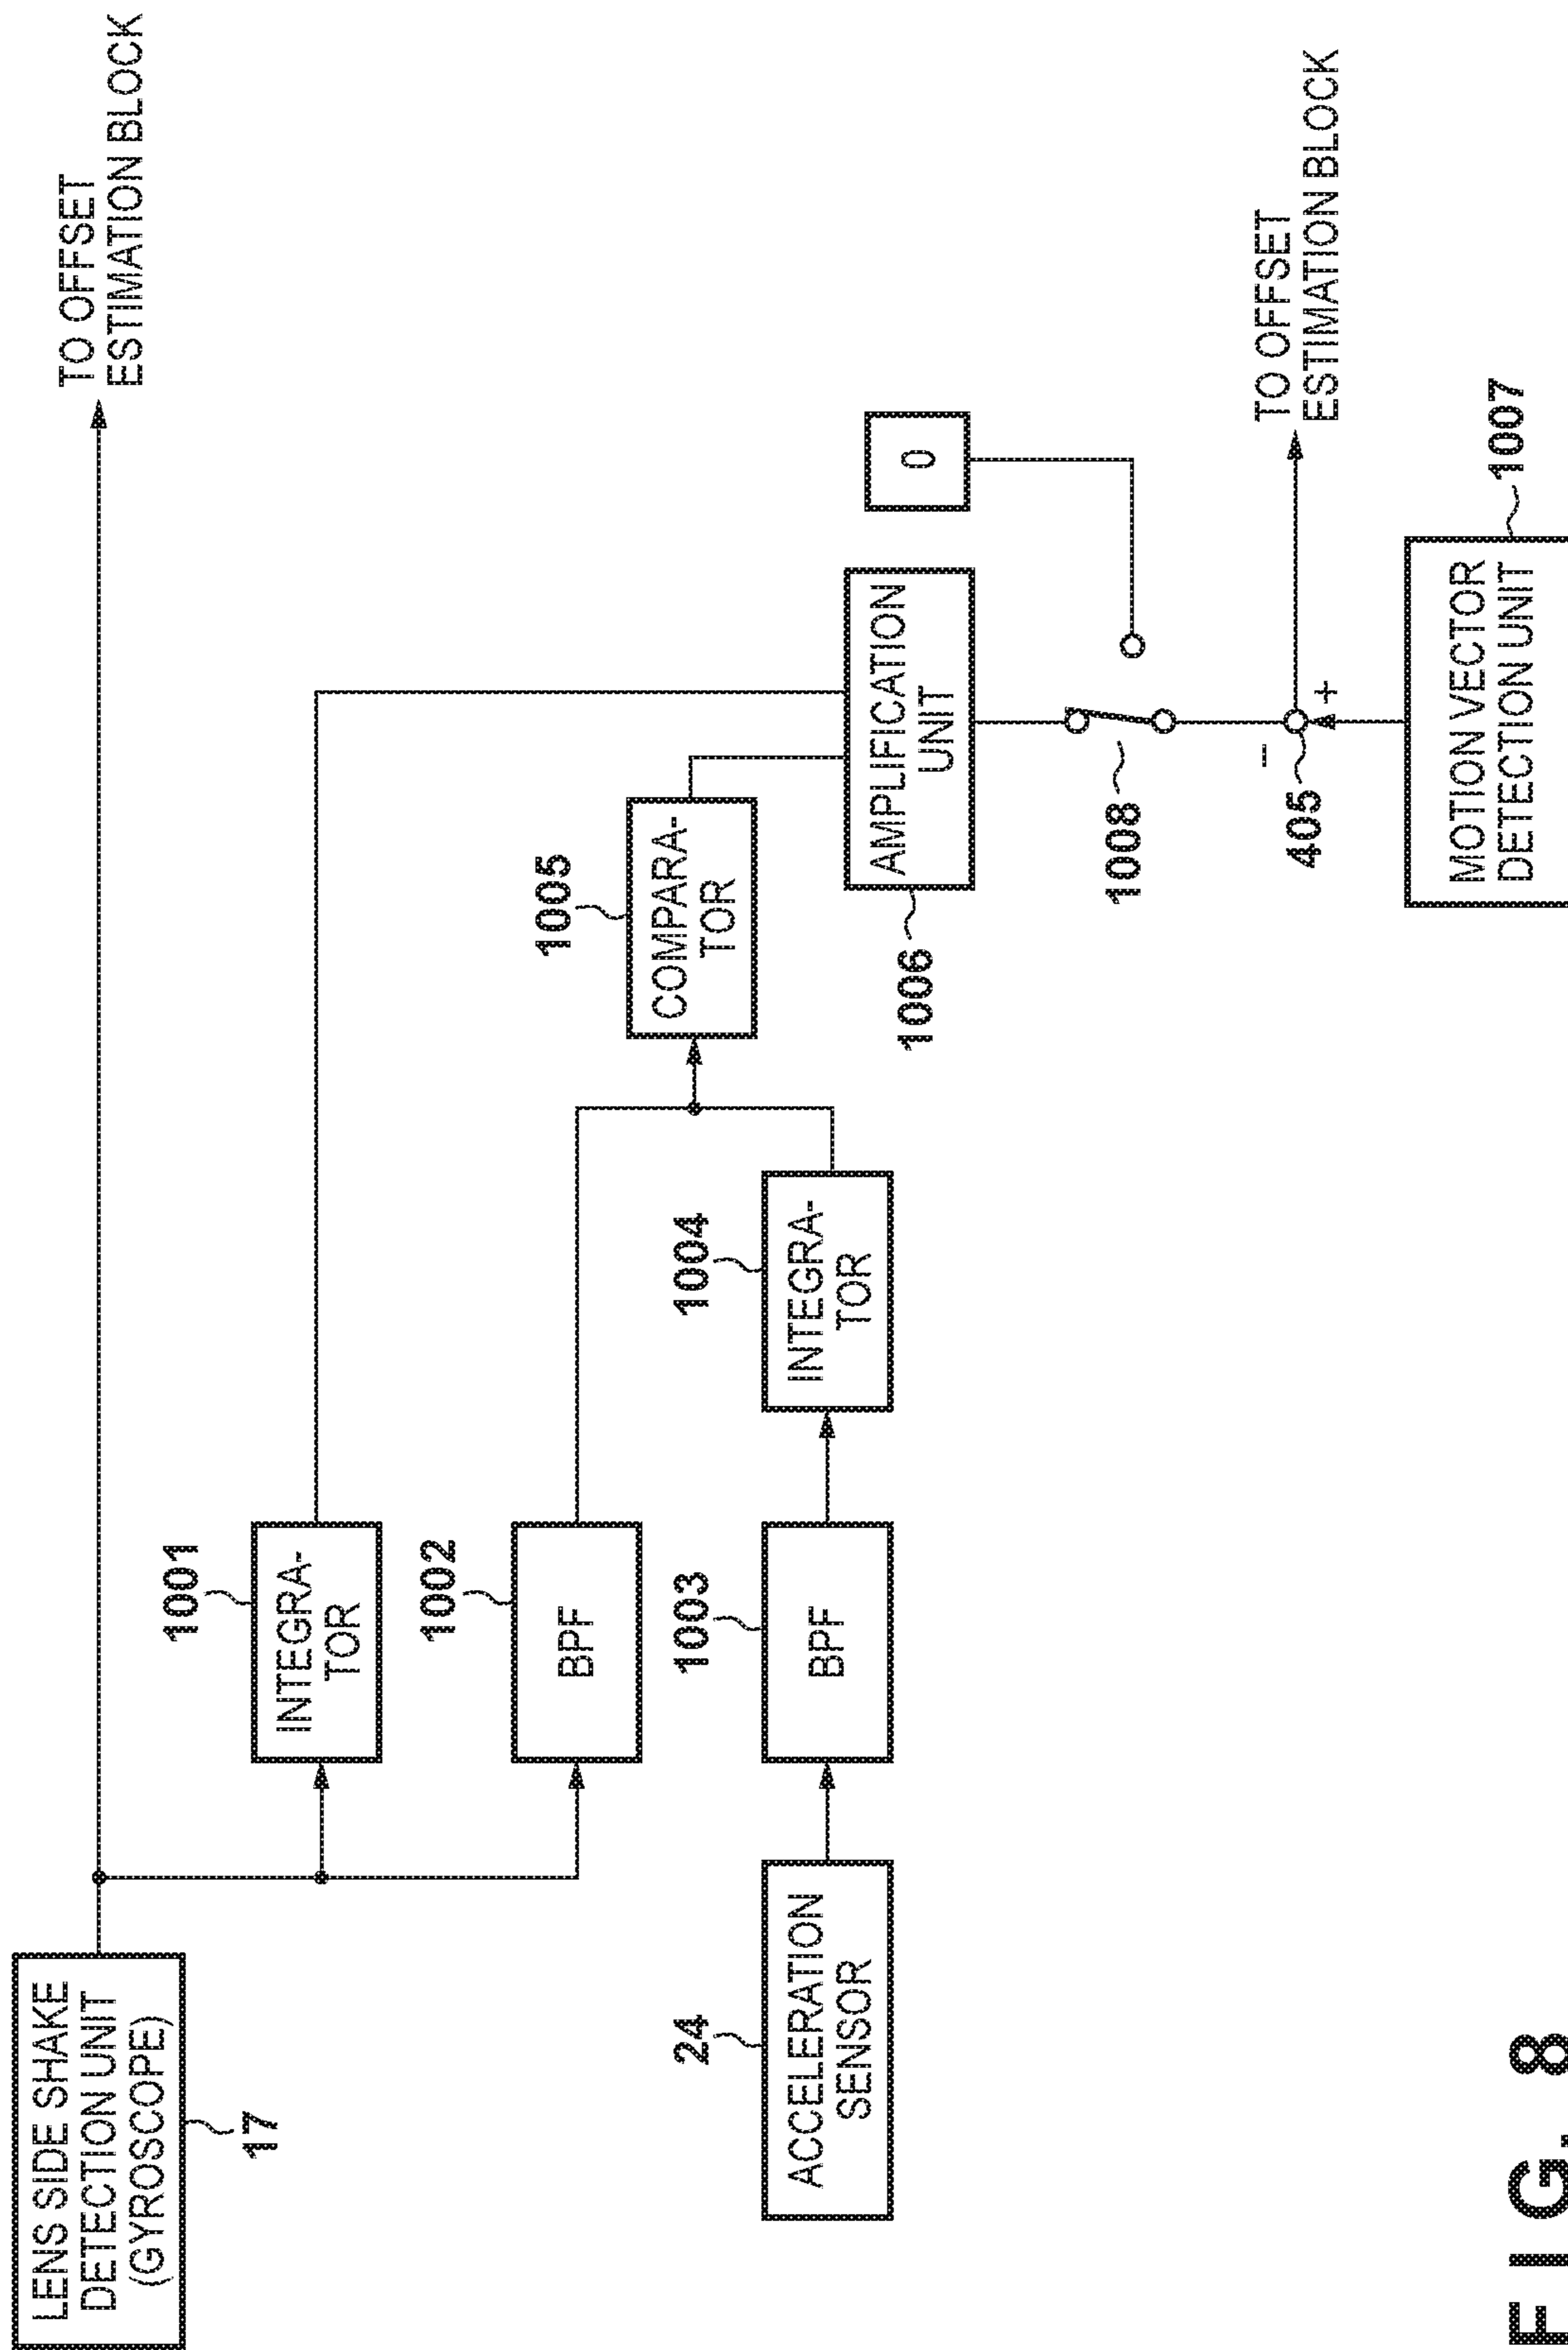 LENS SIDE SHAKE
DETECTION UNIT
(GYROSCOPE)
17
TO OFFSET
ESTIMATION BLOCK
1001
INTEGRA-
TOR
1002
BPF
24
ACCELERATION
SENSOR
1003
BPF
1004
INTEGRA-
TOR
1005
COMPARA-
TOR
1006
AMPLIFICATION
UNIT
0
1008
405
-
+
TO OFFSET
ESTIMATION BLOCK
MOTION VECTOR
DETECTION UNIT
1007
FIG. 8